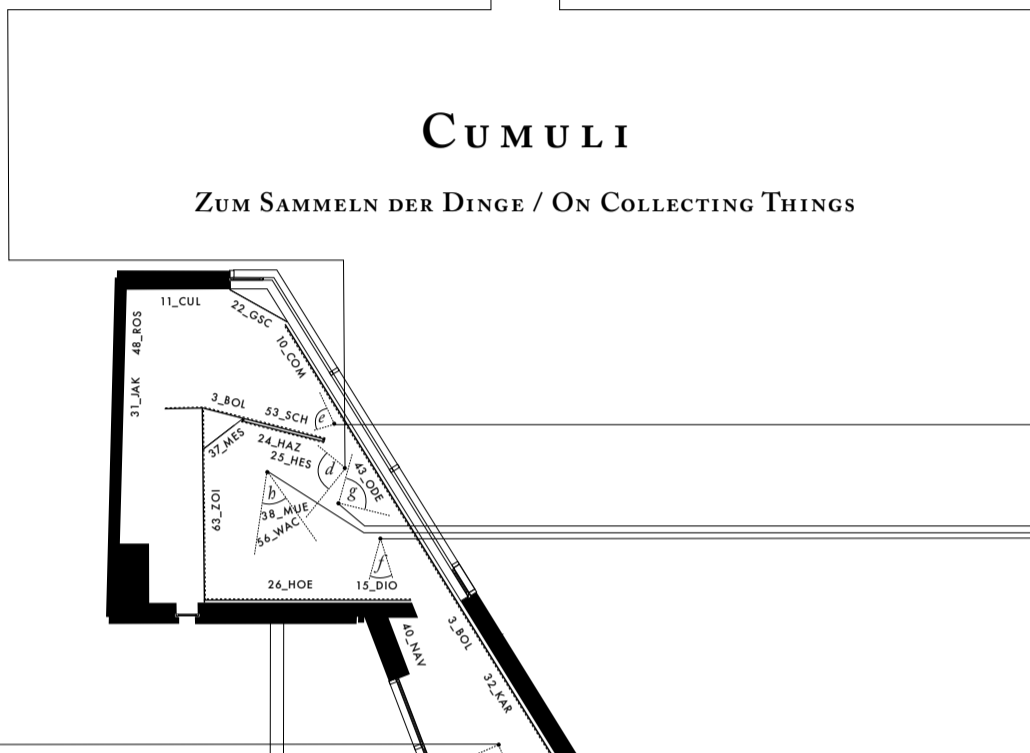 CUMULI
ZUM SAMMELN DER DINGE / ON COLLECTING THINGS
11_CUL
22_GSC
48_ROS
10_COM
31_JAK
3_BOL
53_SCH
e
37_MES
24_HAZ
25_HES
d
43_ODE
g
h
38_MUE
56_WAC
63_ZOI
f
26_HOE
15_DIO
40_NAV
3_BOL
32_KAR